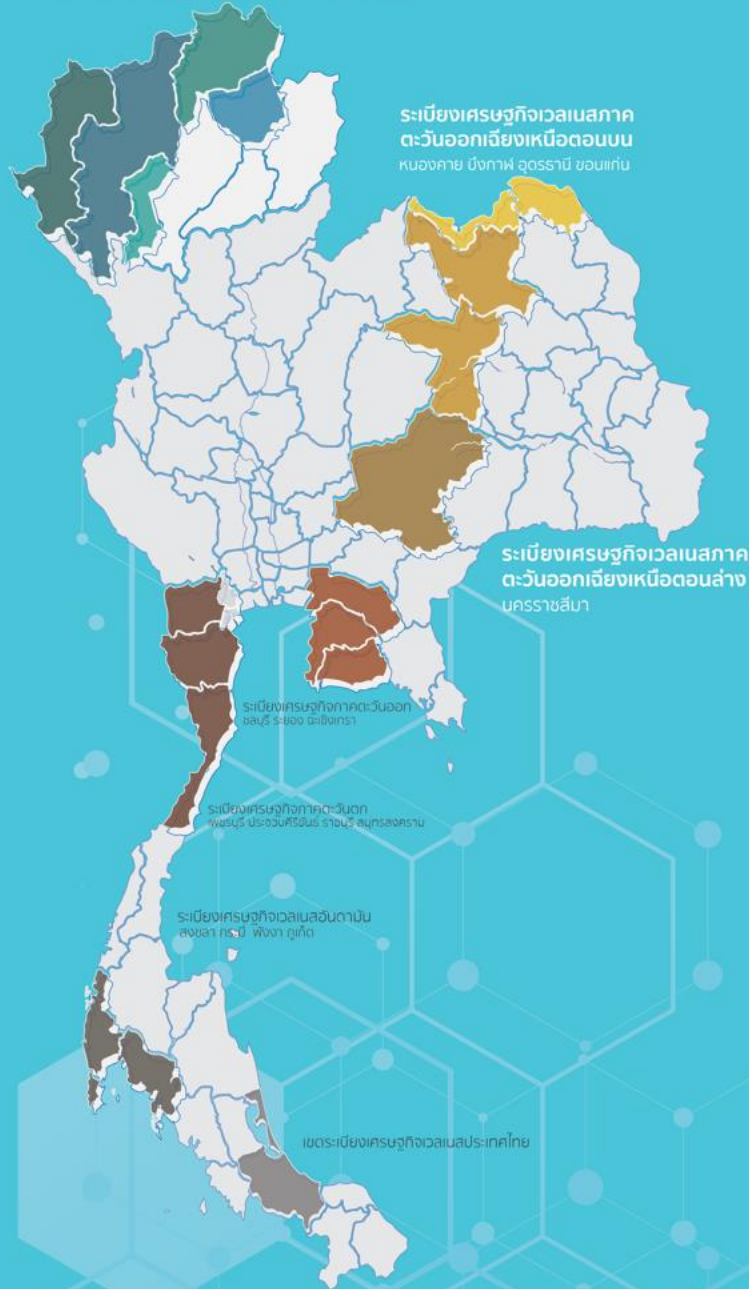 ระเบียงเศรษฐกิจเวลเนสภาค
ตะวันออกเฉียงเหนือตอนบน
หนองคาย บึงกาฬ อุดรธานี ขอนแก่น
ระเบียงเศรษฐกิจเวลเนสภาค
ตะวันออกเฉียงเหนือตอนล่าง
นครราชสีมา
ระเบียงเศรษฐกิจภาคตะวันออก
ชลบุรี ระยอง ฉะเชิงเทรา
ระเบียงเศรษฐกิจภาคตะวันตก
เพชรบุรี ประจวบคีรีขันธ์ ราชบุรี สมุทรสงคราม
ระเบียงเศรษฐกิจเวลเนสอันดามัน
สงขลา กระบี่ พังงา ภูเก็ต
เขตระเบียงเศรษฐกิจเวลเนสประเทศไทย